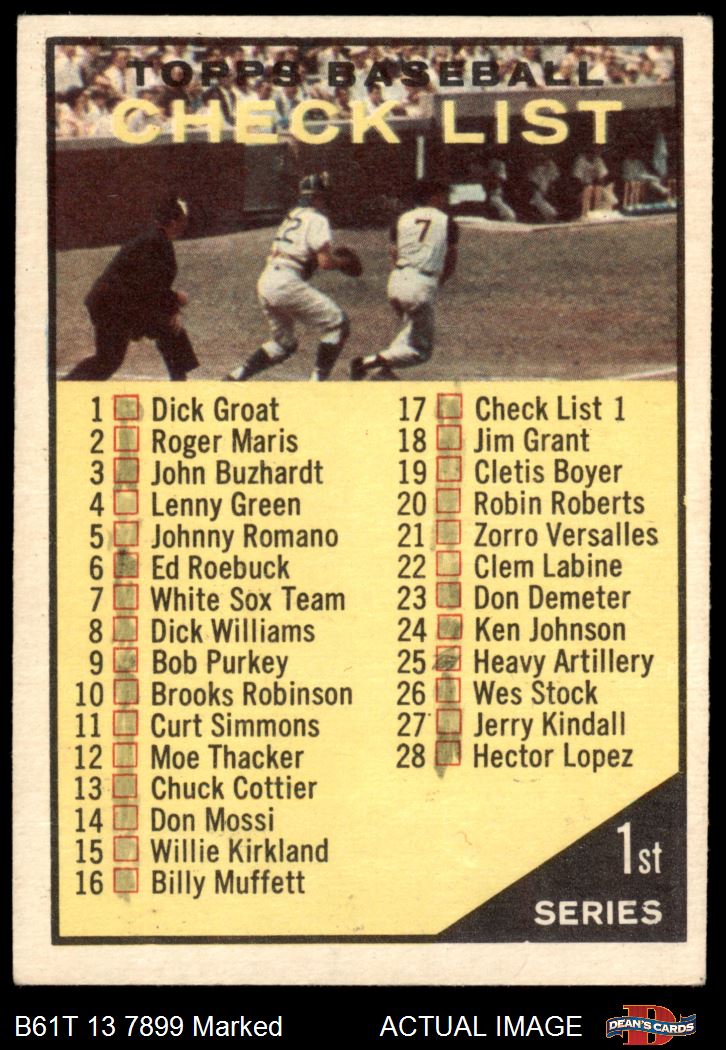 TOPPS BASEBALL
CHECK LIST
7
1 Dick Groat
2 Roger Maris
3 John Buzhardt
4 Lenny Green
5 Johnny Romano
6 Ed Roebuck
7 White Sox Team
8 Dick Williams
9 Bob Purkey
10 Brooks Robinson
11 Curt Simmons
12 Moe Thacker
13 Chuck Cottier
14 Don Mossi
15 Willie Kirkland
16 Billy Muffett
17 Check List 1
18 Jim Grant
19 Cletis Boyer
20 Robin Roberts
21 Zorro Versalles
22 Clem Labine
23 Don Demeter
24 Ken Johnson
25 Heavy Artillery
26 Wes Stock
27 Jerry Kindall
28 Hector Lopez
1st
SERIES
B61T 13 7899 Marked
ACTUAL IMAGE
D
DEAN'S CARDS